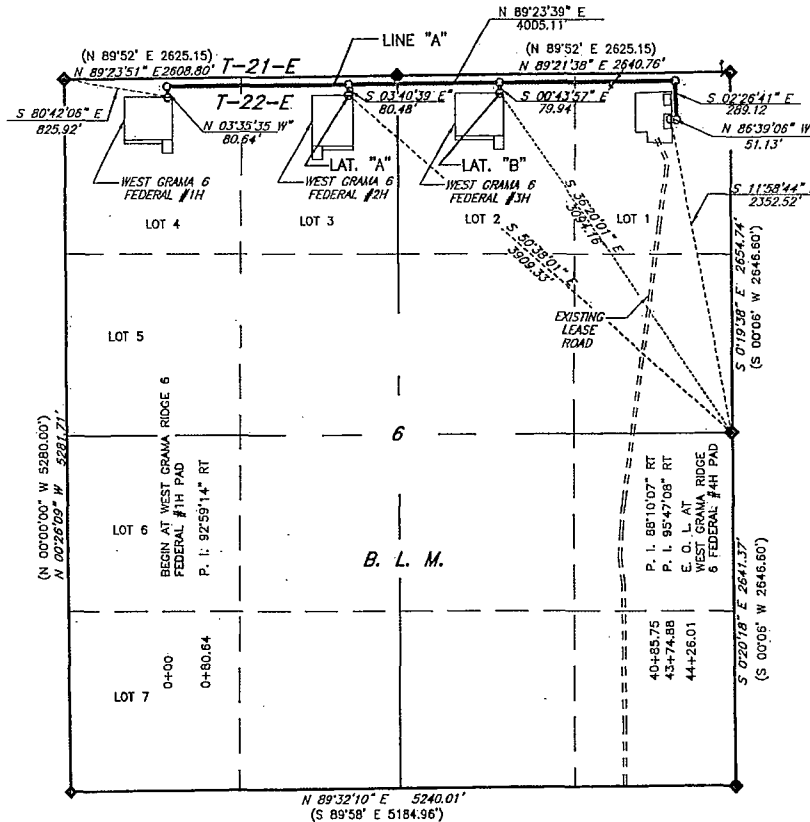 N 89°23'39" E
4005.11'
LINE "A"
(N 89°52' E 2625.15)
N 89°23'51" E 2608.80'
T-21-E
(N 89°52' E 2625.15)
N 89°21'38" E 2640.76'
T-22-E
S 80°42'06" E
825.92'
N 03°35'35 W"
80.64'
S 03°40'39 E"
80.48'
S 00°43'57" E
79.94'
S 02°26'41" E
289.12
N 86°39'06" W
51.13'
LAT. "A"
LAT. "B"
S 11°58'44"
2352.52'
WEST GRAMA 6
FEDERAL #1H
WEST GRAMA 6
FEDERAL #2H
WEST GRAMA 6
FEDERAL #3H
LOT 4
LOT 3
LOT 2
LOT 1
S 36°20'01" E
3094.16'
S 50°38'01" E
3909.33'
EXISTING
LEASE
ROAD
S 0°19'38" E 2654.74'
(S 00°06' W 2646.60')
LOT 5
(N 00°00'00" W 5280.00')
N 00°26'09" W 5281.71'
6
LOT 6
B. L. M.
BEGIN AT WEST GRAMA RIDGE 6
FEDERAL #1H PAD
P. I. 92°59'14" RT
0+00
0+80.64
P. I. 88°10'07" RT
P. I. 95°47'08" RT
E. O. L. AT
WEST GRAMA RIDGE
6 FEDERAL #4H PAD
40+85.75
43+74.88
44+26.01
S 0°20'18" E 2641.37'
(S 00°06' W 2646.60')
LOT 7
N 89°32'10" E 5240.01'
(S 89°58' E 5184.96')